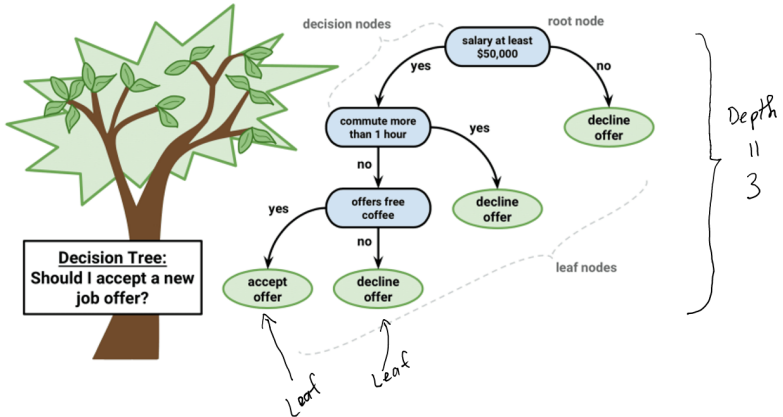 decision nodes
root node
salary at least
$50,000
yes
no
commute more
than 1 hour
yes
decline
offer
no
offers free
coffee
decline
offer
yes
no
accept
offer
decline
offer
leaf nodes
Decision Tree:
Should I accept a new
job offer?
Depth
=
3
Leaf
Leaf